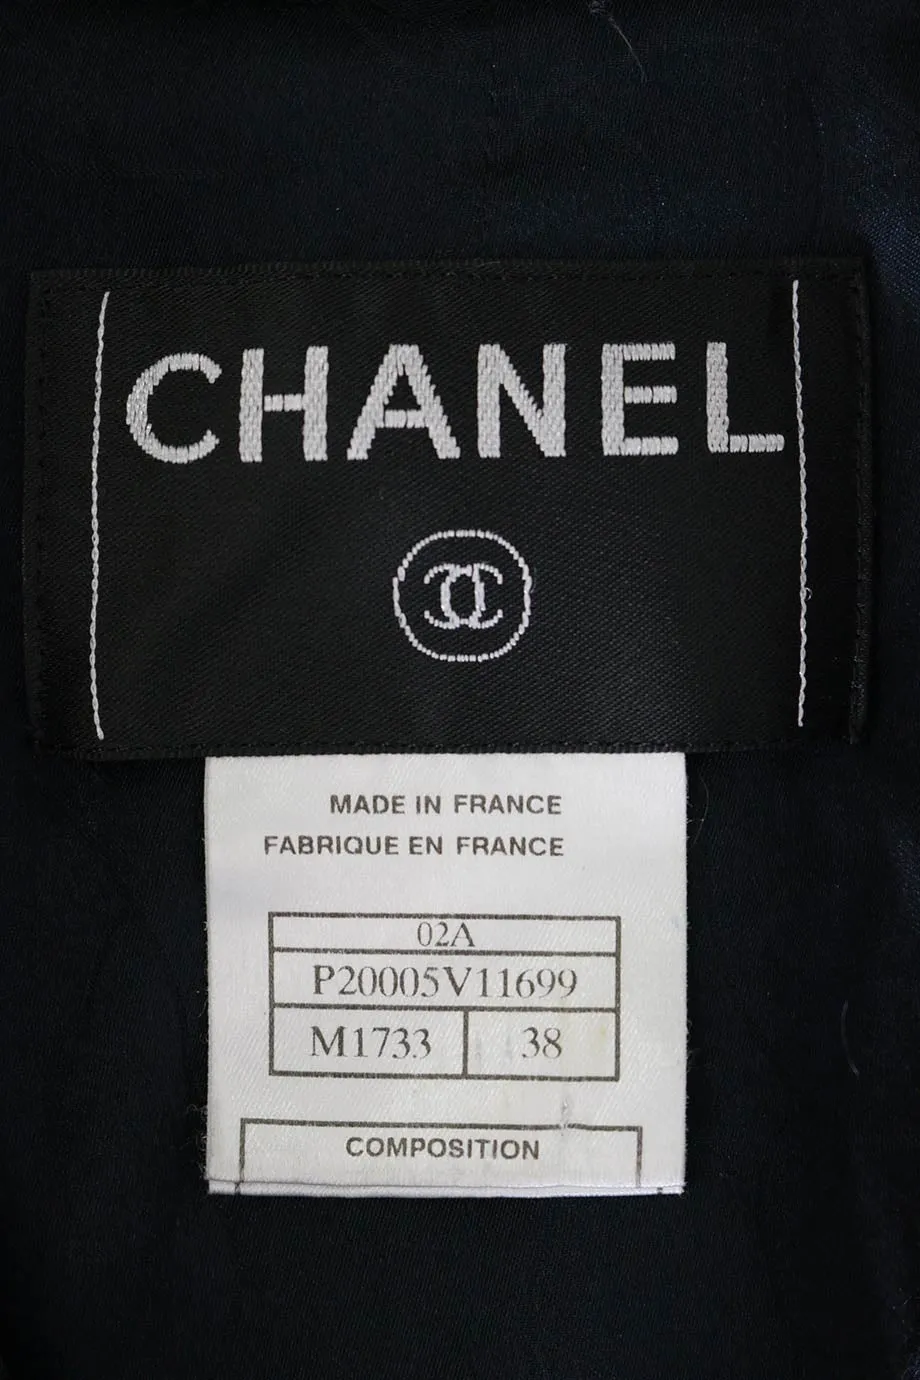 CHANEL
MADE IN FRANCE
FABRIQUE EN FRANCE
02A
P20005V11699
M1733 38
COMPOSITION